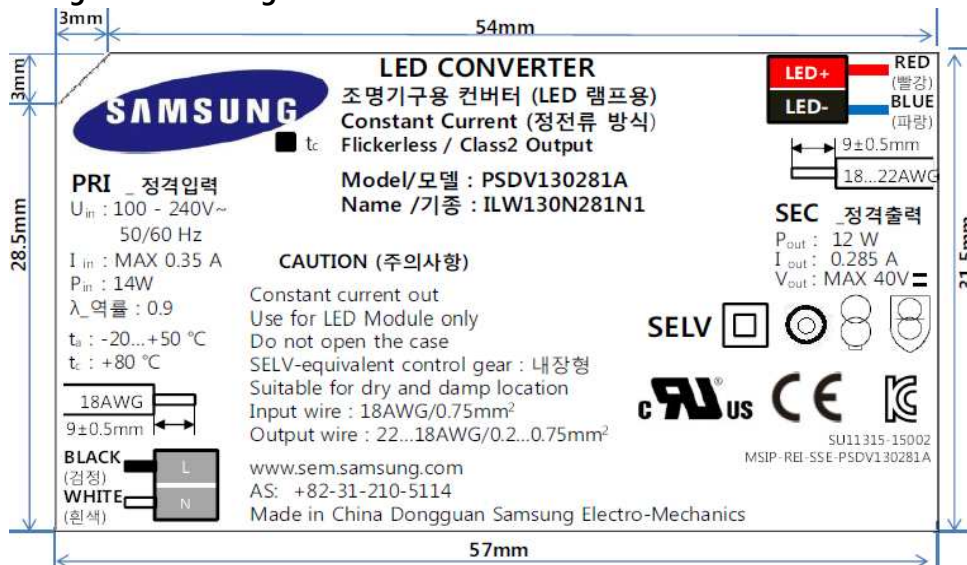 3mm
54mm
3mm
28.5mm
31.5mm
SAMSUNG
LED CONVERTER
조명기구용 컨버터 (LED 램프용)
Constant Current (정전류 방식)
■ tc Flickerless / Class2 Output
Model/모델 : PSDV130281A
Name /기종 : ILW130N281N1
LED+
RED
(빨강)
LED-
BLUE
(파랑)
9±0.5mm
18...22AWG
PRI _ 정격입력
Uin : 100 - 240V~
50/60 Hz
I in : MAX 0.35 A
Pin : 14W
λ_역률 : 0.9
ta : -20...+50 ℃
tc : +80 ℃
18AWG
9±0.5mm
BLACK
(검정)
L
WHITE
(흰색)
N
CAUTION (주의사항)
Constant current out
Use for LED Module only
Do not open the case
SELV-equivalent control gear : 내장형
Suitable for dry and damp location
Input wire : 18AWG/0.75mm²
Output wire : 22...18AWG/0.2...0.75mm²
www.sem.samsung.com
AS: +82-31-210-5114
Made in China Dongguan Samsung Electro-Mechanics
SEC _정격출력
Pout : 12 W
I out : 0.285 A
Vout : MAX 40V
SELV
c RU® US CE KC
SU11315-15002
MSIP-REI-SSE-PSDV130281A
57mm